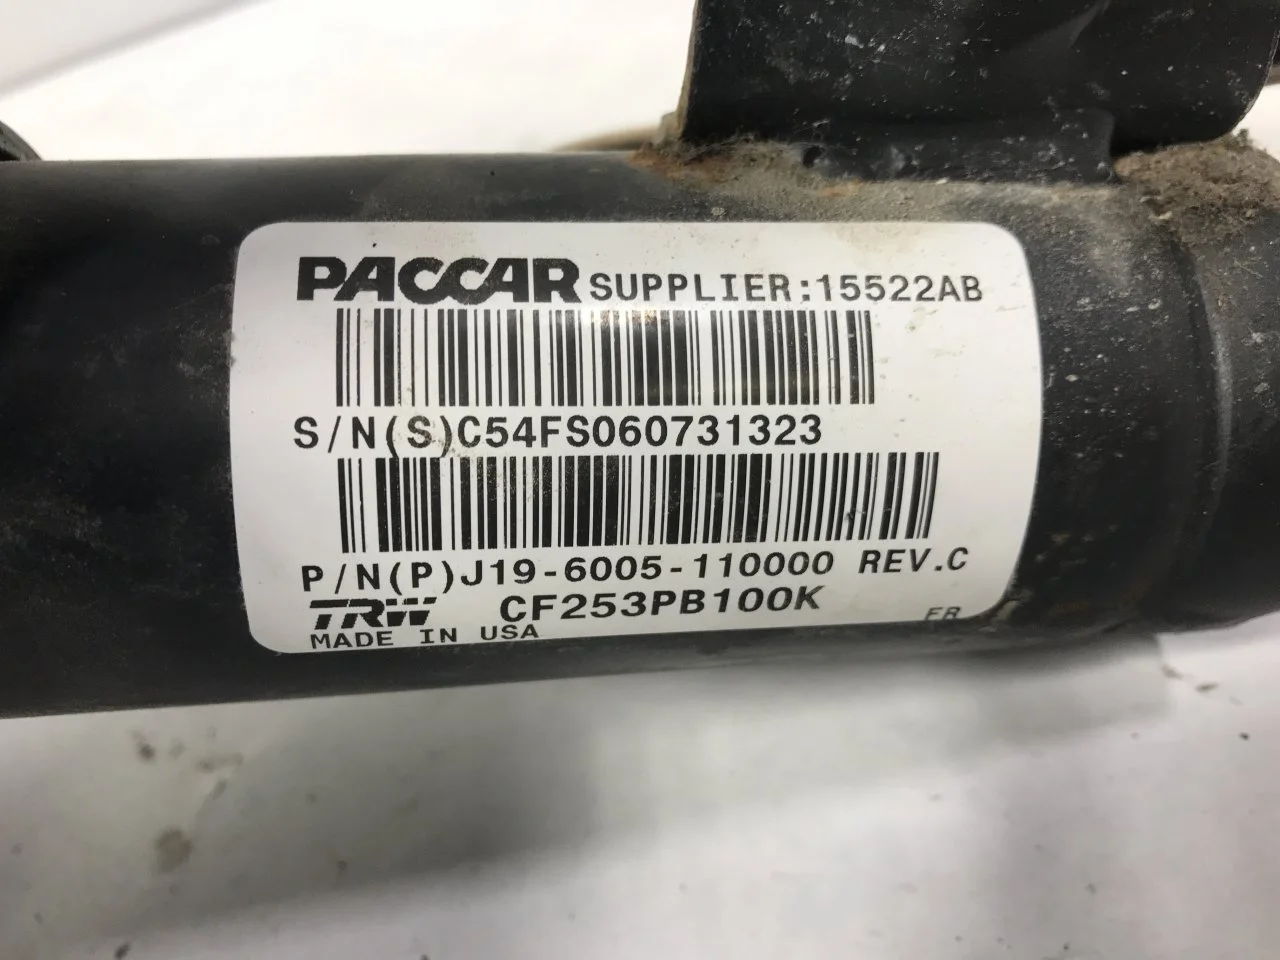 PACCAR SUPPLIER:15522AB
S/N(S)C54FS060731323
P/N(P)J19-6005-110000 REV.C
TRW CF253PB100K FR
MADE IN USA